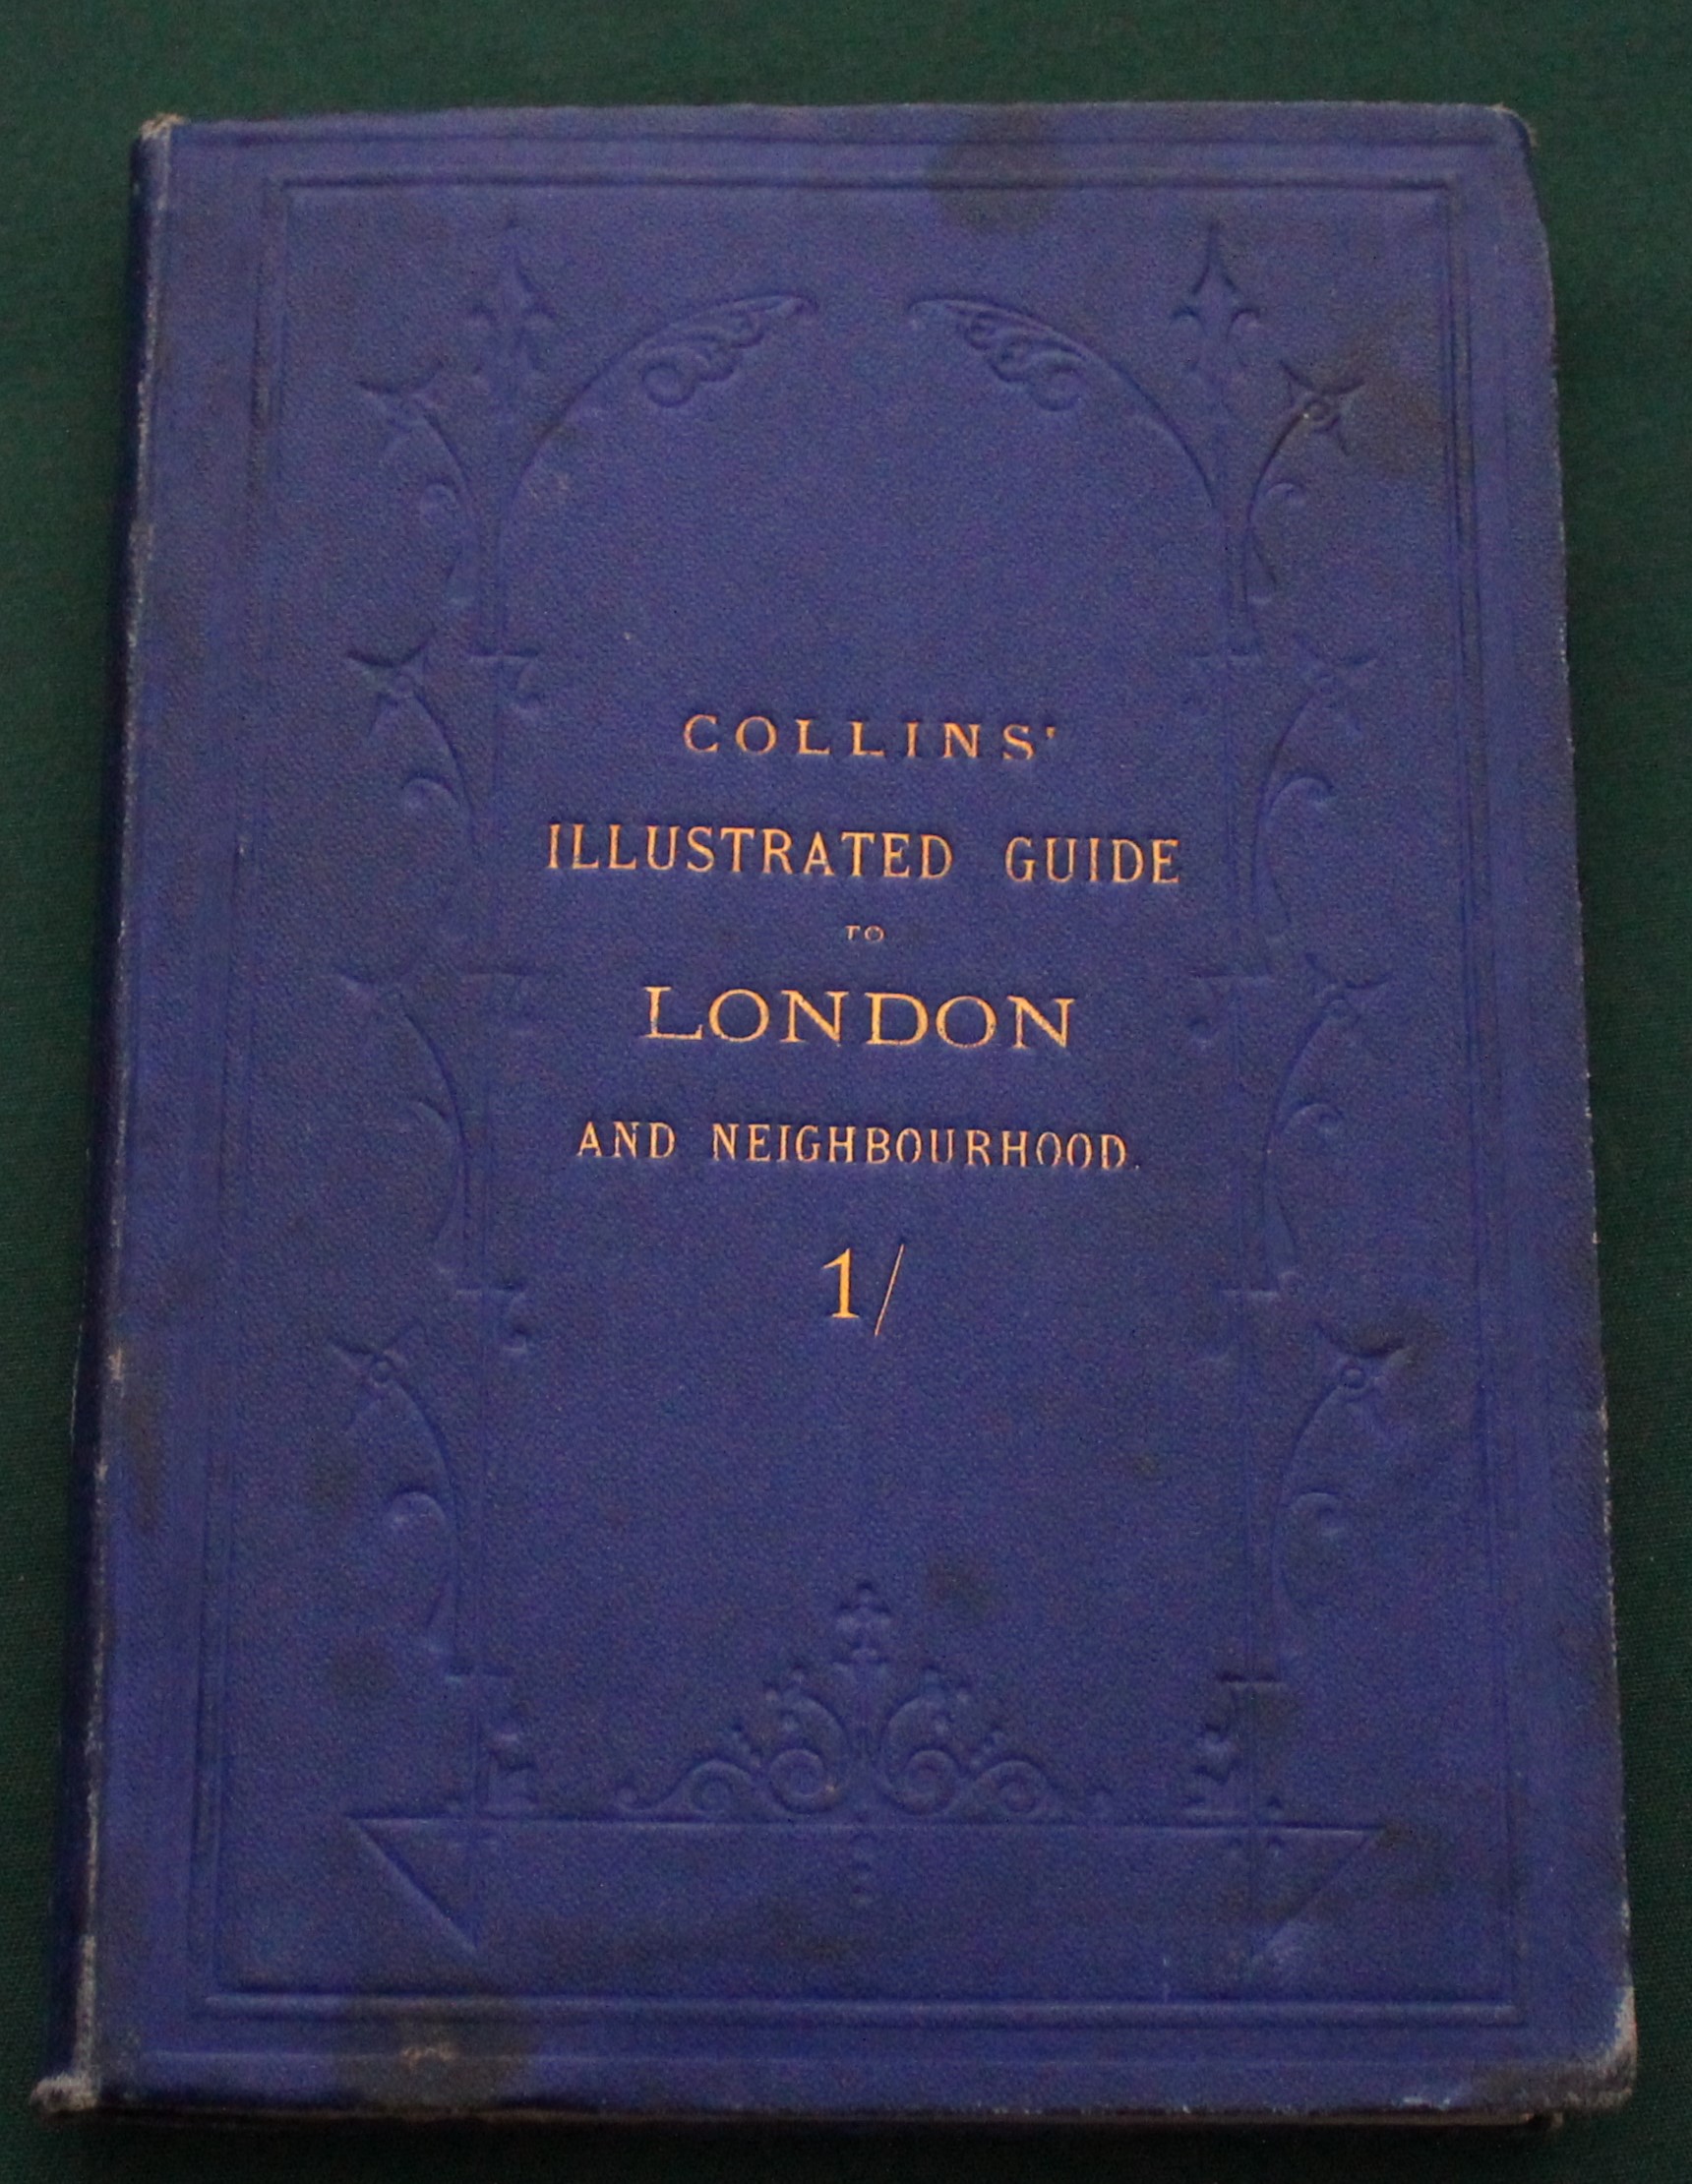 COLLINS'
ILLUSTRATED GUIDE
TO
LONDON
AND NEIGHBOURHOOD.
1/